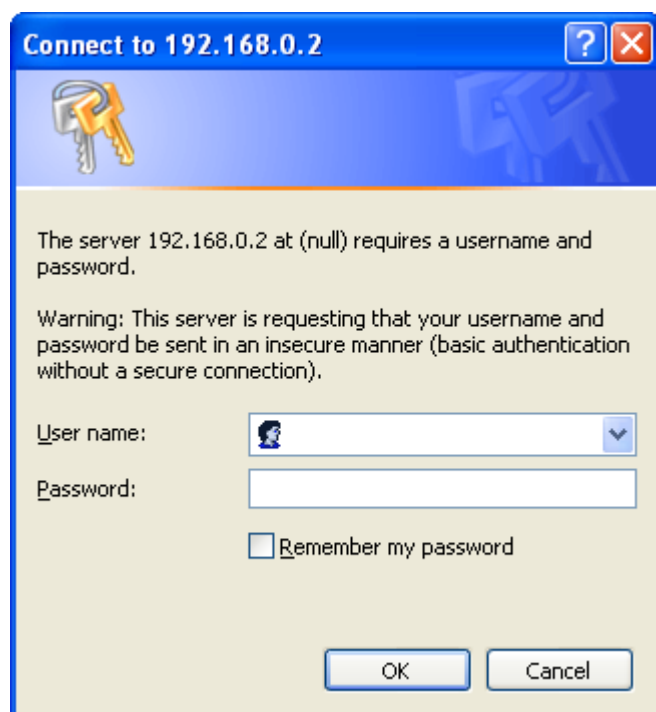 Connect to 192.168.0.2
The server 192.168.0.2 at (null) requires a username and
password.
Warning: This server is requesting that your username and
password be sent in an insecure manner (basic authentication
without a secure connection).
User name:
Password:
Remember my password
OK
Cancel